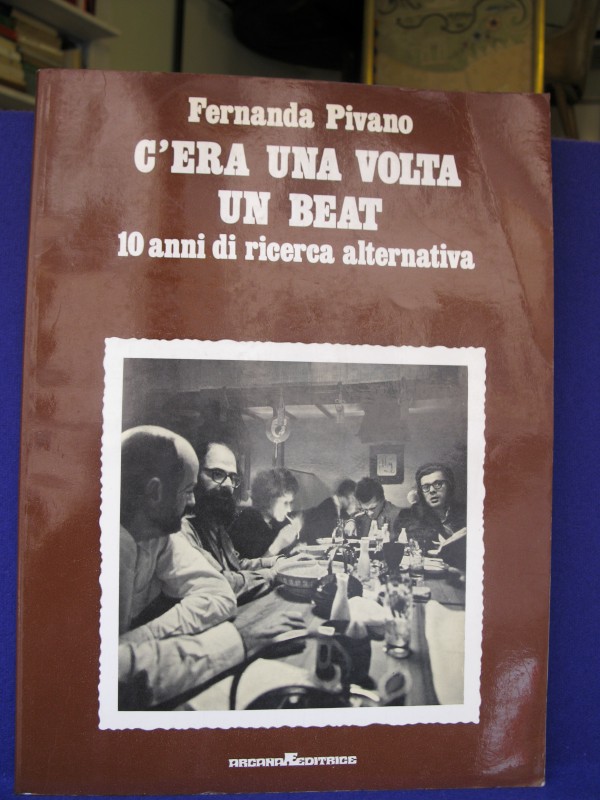 Fernanda Pivano
C'ERA UNA VOLTA
UN BEAT
10 anni di ricerca alternativa
ARCANA Æ EDITRICE